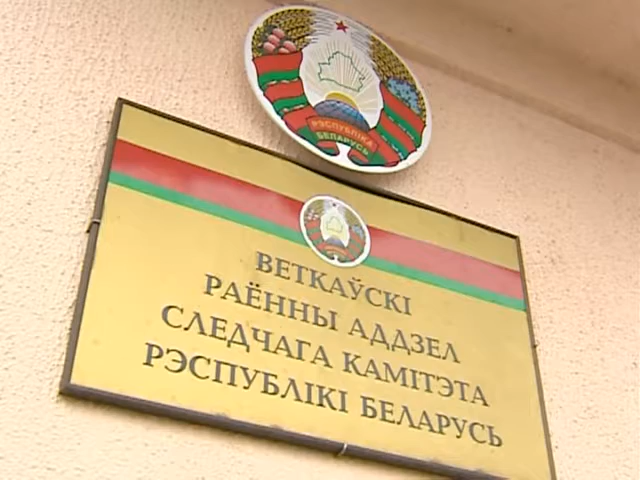 РЭСПУБЛІКА
БЕЛАРУСЬ
ВЕТКАЎСКІ
РАЁННЫ АДДЗЕЛ
СЛЕДЧАГА КАМІТЭТА
РЭСПУБЛІКІ БЕЛАРУСЬ